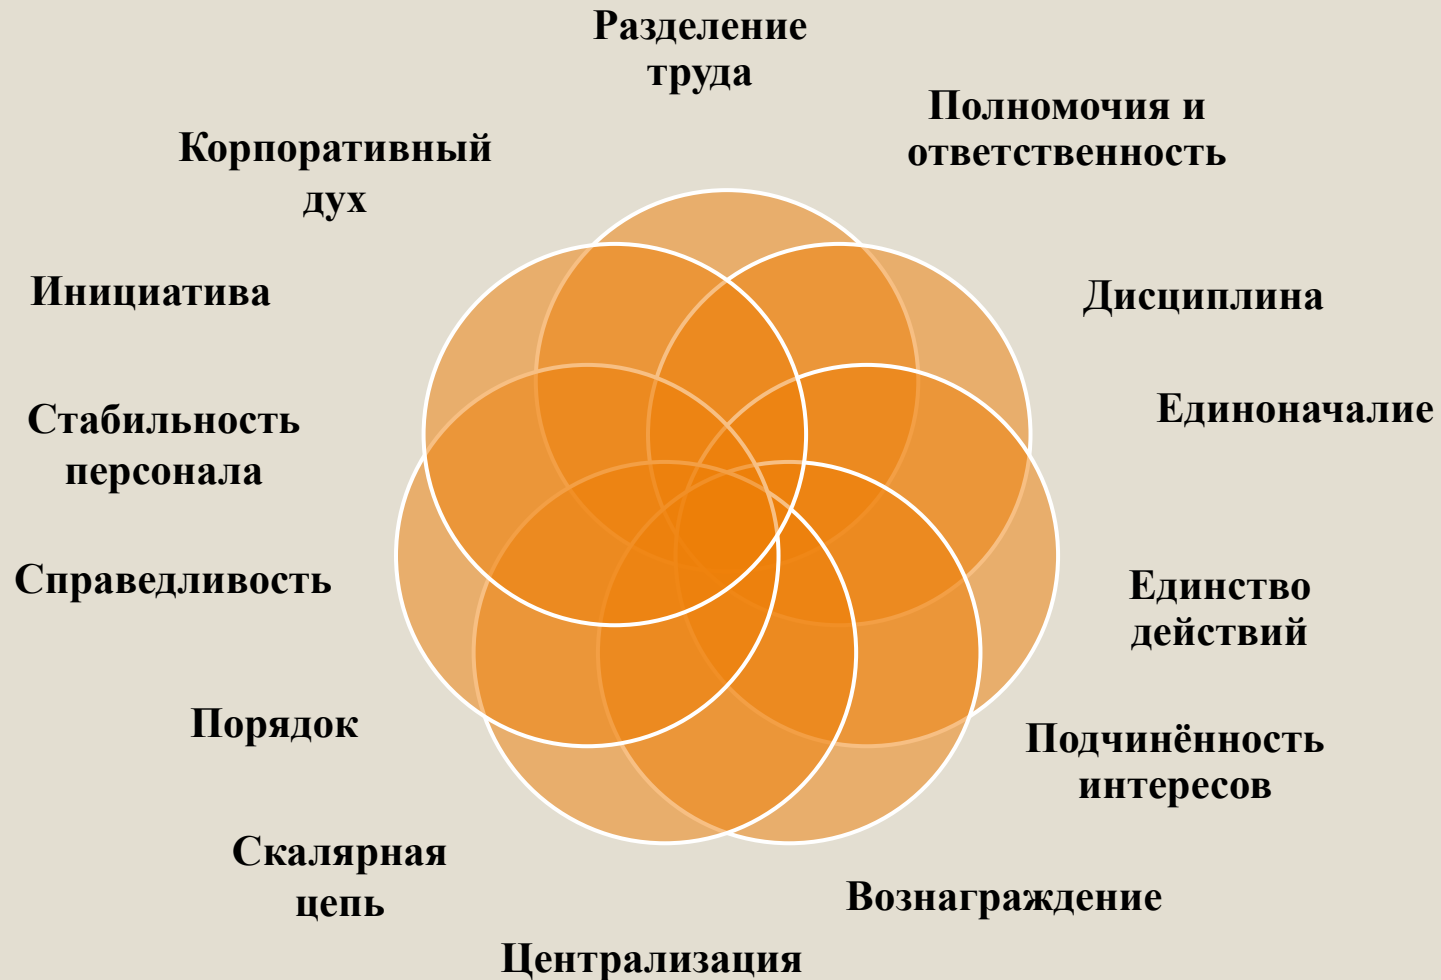 Разделение
труда
Полномочия и
ответственность
Дисциплина
Единоначалие
Единство
действий
Подчинённость
интересов
Вознаграждение
Централизация
Скалярная
цепь
Порядок
Справедливость
Стабильность
персонала
Инициатива
Корпоративный
дух